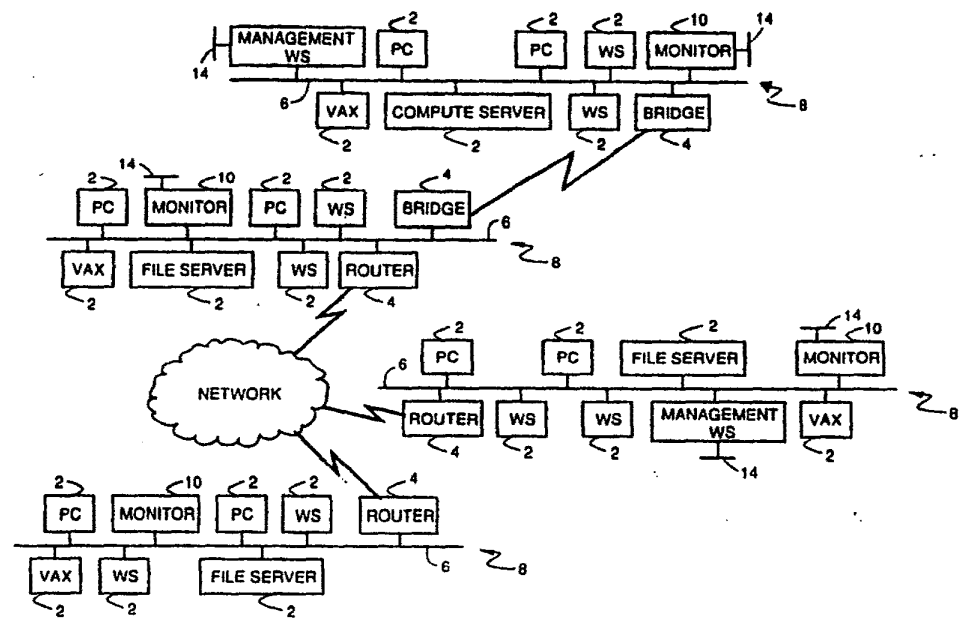 2 2 2 10 14
MANAGEMENT WS PC PC WS MONITOR
14
6 8
VAX COMPUTE SERVER WS BRIDGE
2 2 2 4
14
2 10 2 2 4
PC MONITOR PC WS BRIDGE
6
8
VAX FILE SERVER WS ROUTER
2 2 2 4
14
2 2 2 10
PC PC FILE SERVER MONITOR
NETWORK
6
8
ROUTER WS WS MANAGEMENT WS VAX
4 2 2 2
14
2 10 2 2 4
PC MONITOR PC WS ROUTER
6 8
VAX WS FILE SERVER
2 2 2